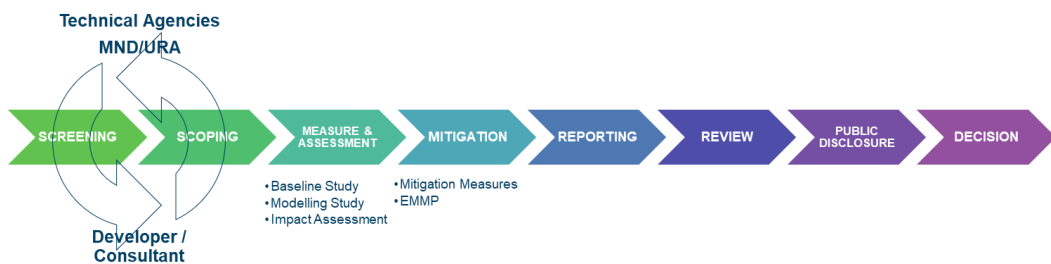 Technical Agencies
MND/URA
SCREENING
SCOPING
MEASURE &
ASSESSMENT
MITIGATION
REPORTING
REVIEW
PUBLIC
DISCLOSURE
DECISION
•Baseline Study
•Modelling Study
•Impact Assessment
•Mitigation Measures
•EMMP
Developer /
Consultant